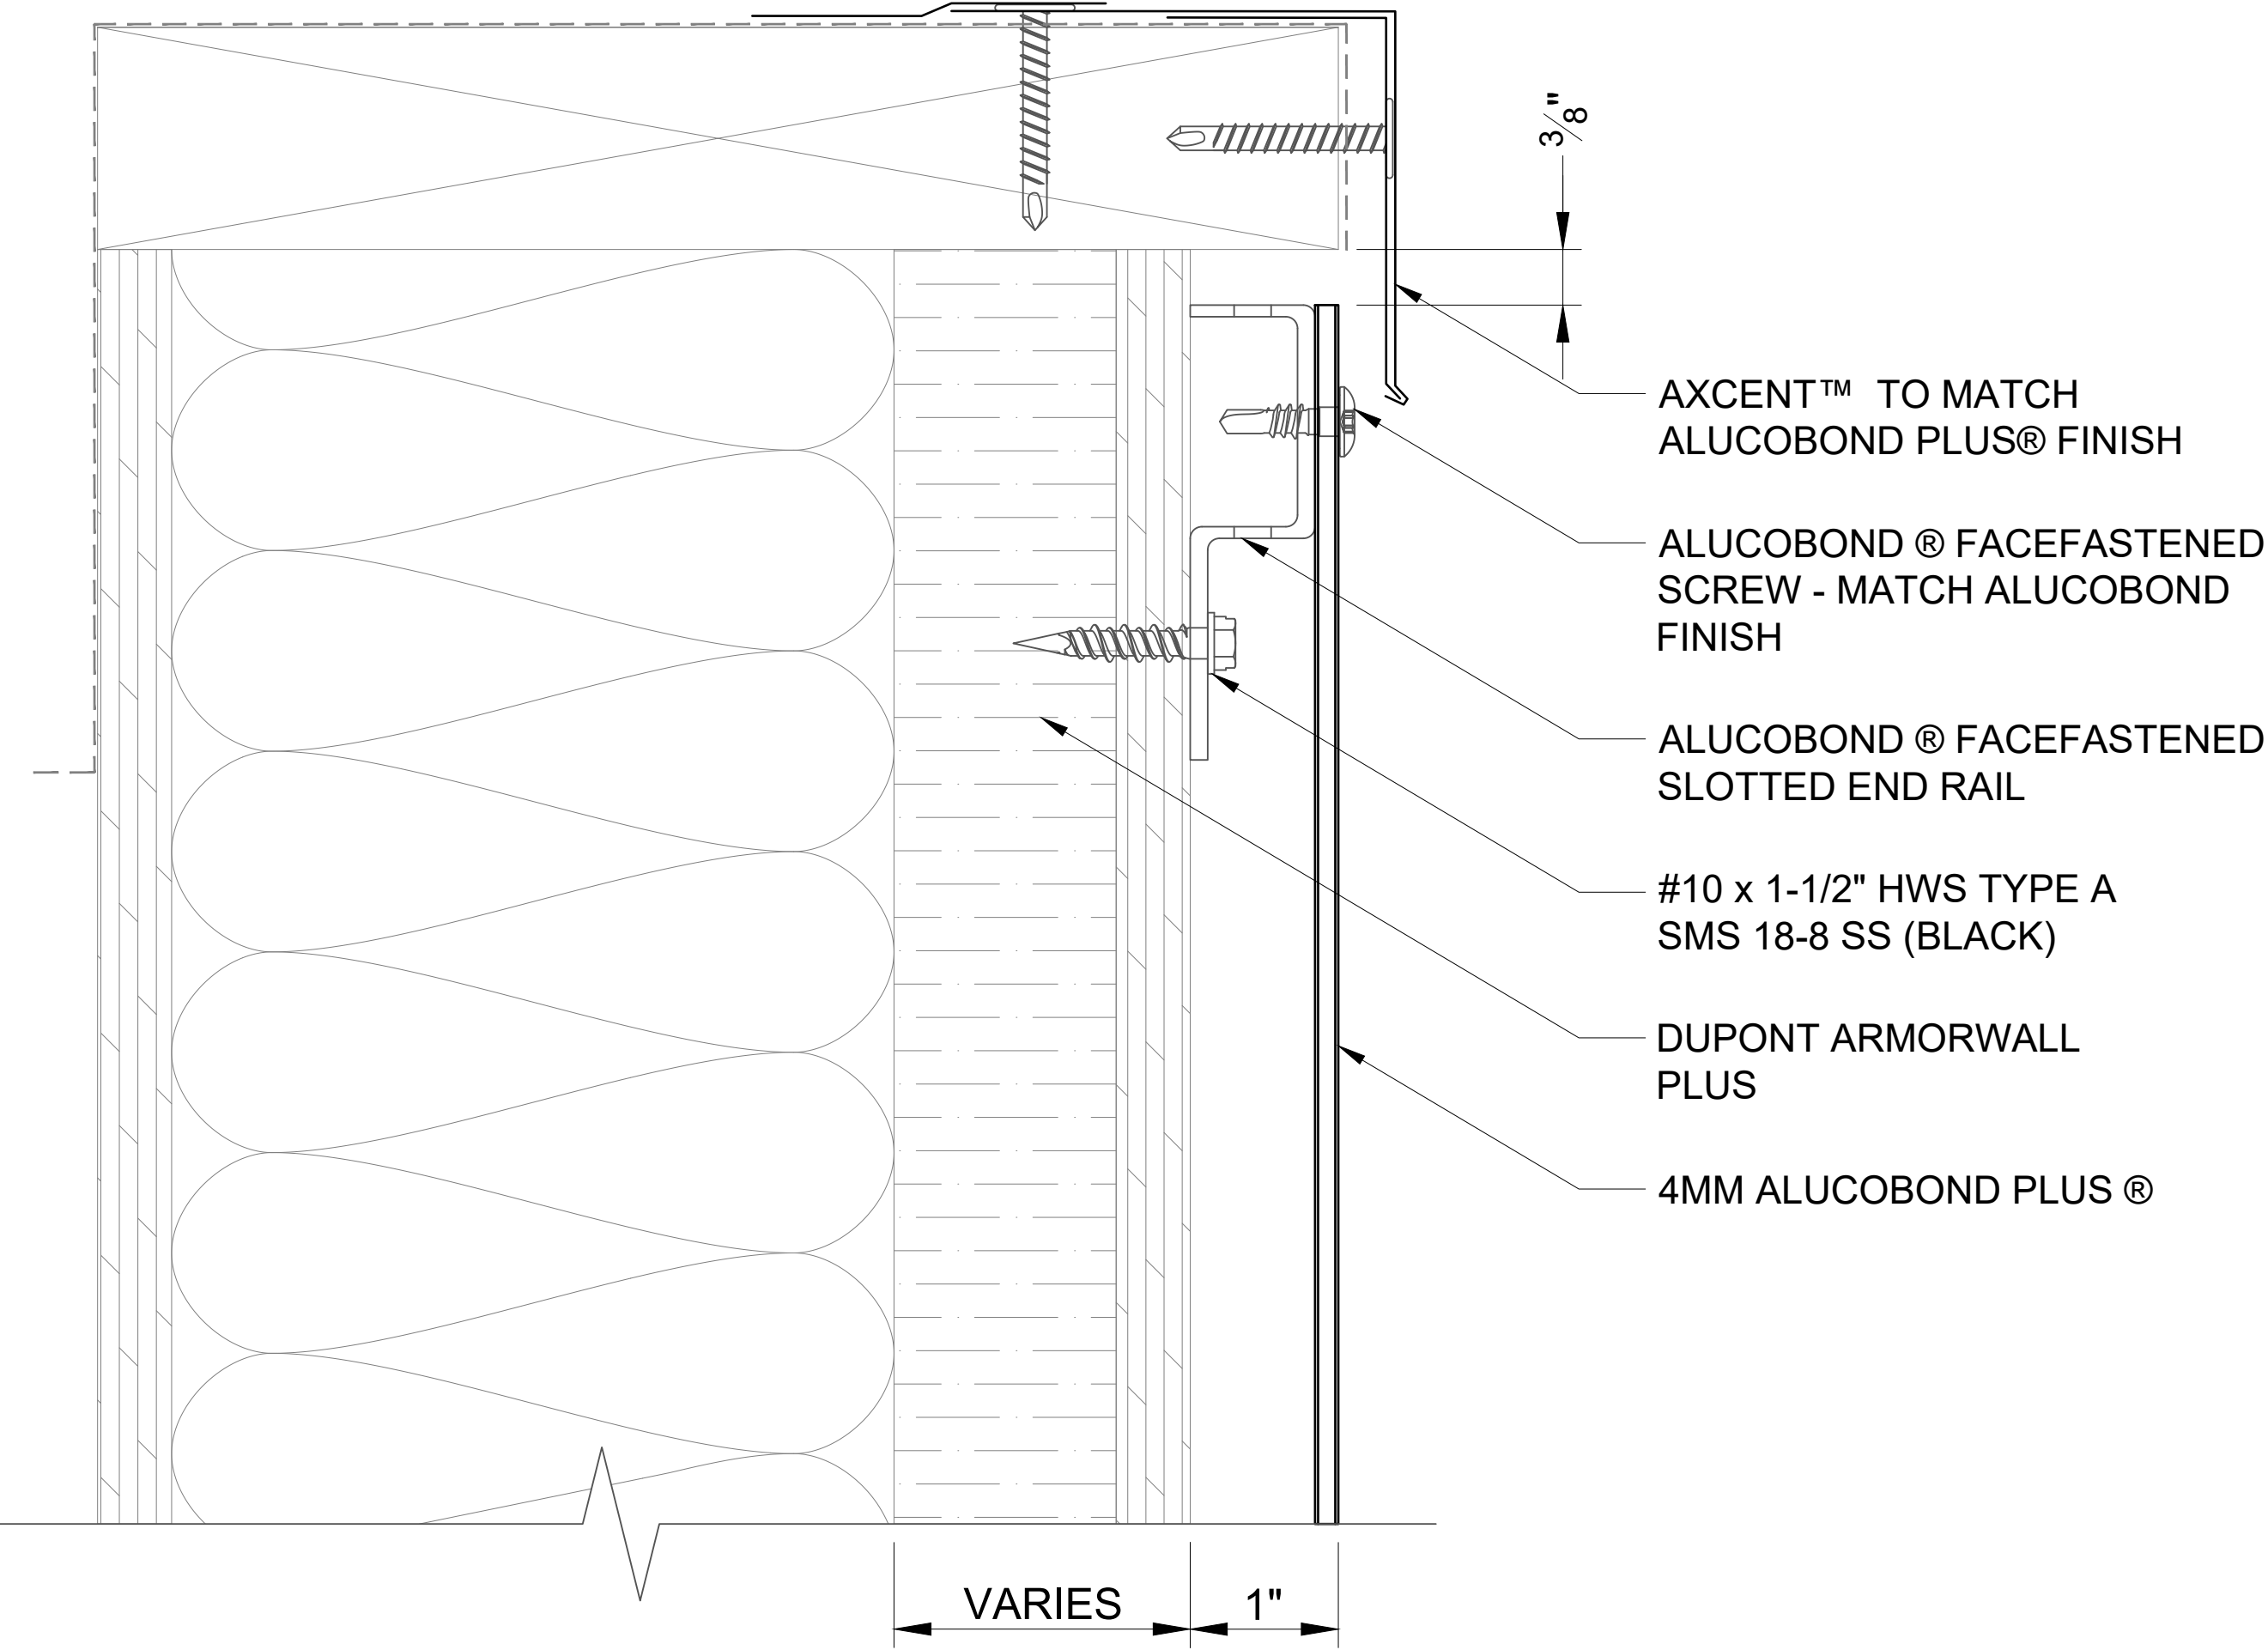 3/8"
AXCENT™ TO MATCH
ALUCOBOND PLUS® FINISH
ALUCOBOND ® FACEFASTENED
SCREW - MATCH ALUCOBOND
FINISH
ALUCOBOND ® FACEFASTENED
SLOTTED END RAIL
#10 x 1-1/2" HWS TYPE A
SMS 18-8 SS (BLACK)
DUPONT ARMORWALL
PLUS
4MM ALUCOBOND PLUS ®
VARIES
1"